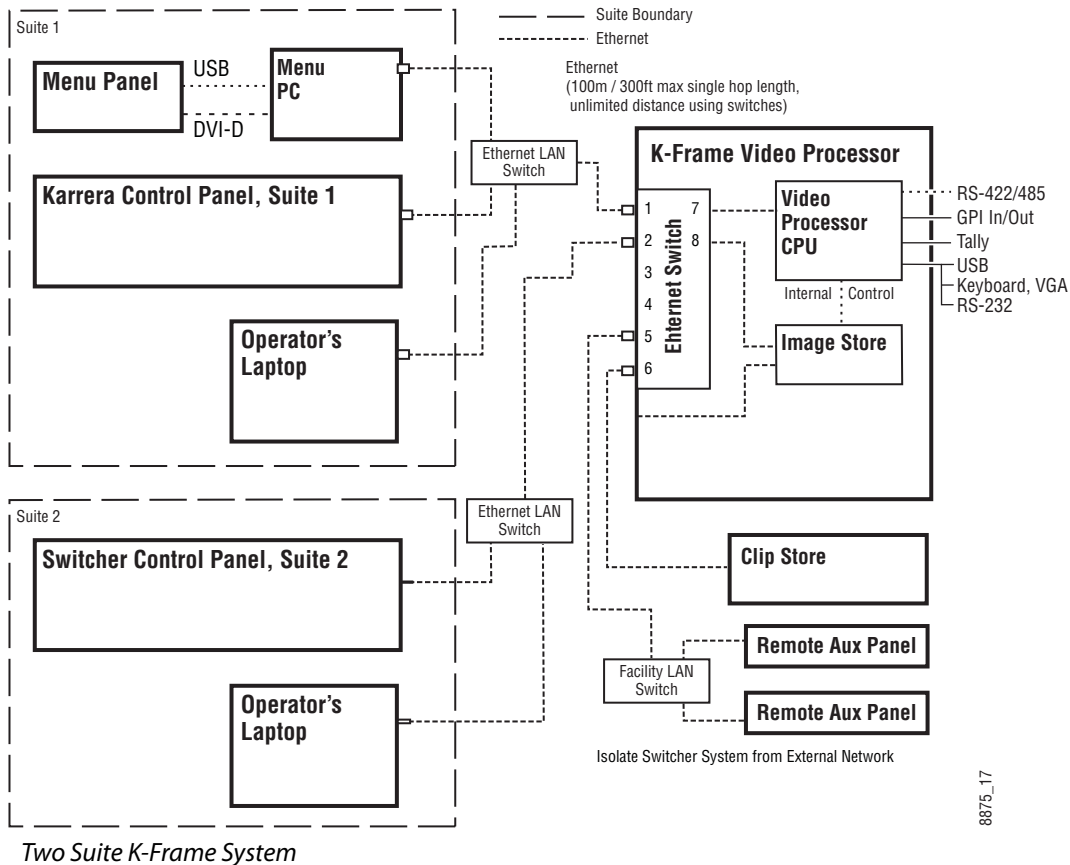 Suite 1
Menu Panel
USB
DVI-D
Menu
PC
Karrera Control Panel, Suite 1
Operator's
Laptop
Suite Boundary
Ethernet
Ethernet
(100m / 300ft max single hop length,
unlimited distance using switches)
Ethernet LAN
Switch
K-Frame Video Processor
Ehternet Switch
1
2
3
4
5
6
7
8
Video
Processor
CPU
Internal
Control
Image Store
RS-422/485
GPI In/Out
Tally
USB
Keyboard, VGA
RS-232
Suite 2
Switcher Control Panel, Suite 2
Operator's
Laptop
Ethernet LAN
Switch
Clip Store
Remote Aux Panel
Facility LAN
Switch
Remote Aux Panel
Isolate Switcher System from External Network
8875_17
Two Suite K-Frame System